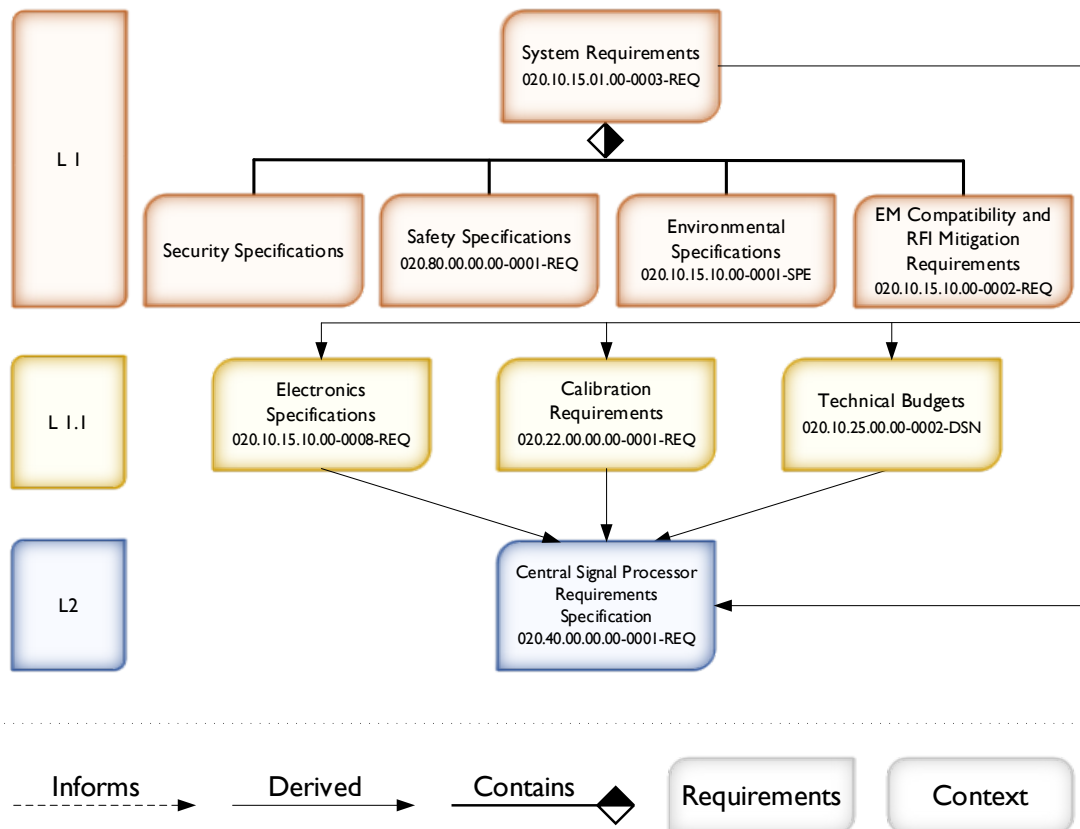 System Requirements
020.10.15.01.00-0003-REQ
L 1
Security Specifications
Safety Specifications
020.80.00.00.00-0001-REQ
Environmental
Specifications
020.10.15.10.00-0001-SPE
EM Compatibility and
RFI Mitigation
Requirements
020.10.15.10.00-0002-REQ
L 1.1
Electronics
Specifications
020.10.15.10.00-0008-REQ
Calibration
Requirements
020.22.00.00.00-0001-REQ
Technical Budgets
020.10.25.00.00-0002-DSN
L2
Central Signal Processor
Requirements
Specification
020.40.00.00.00-0001-REQ
Informs
Derived
Contains
Requirements
Context